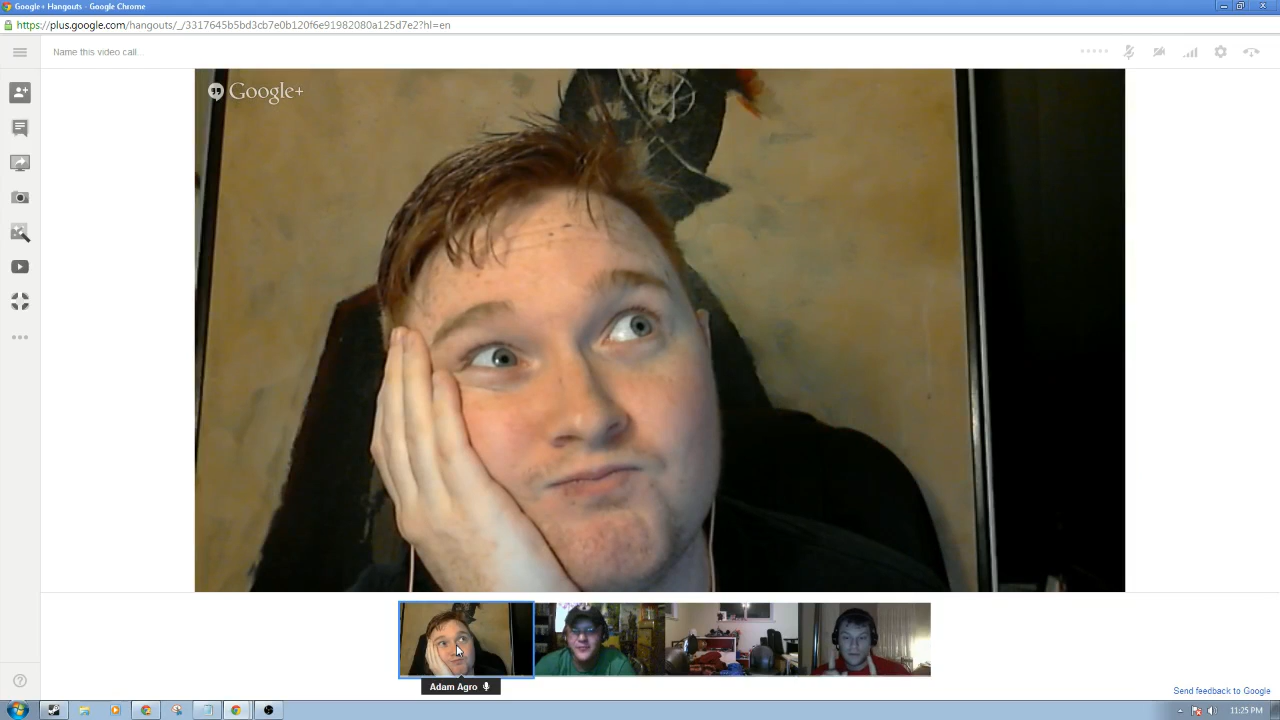 Google+ Hangouts - Google Chrome
https://plus.google.com/hangouts/_/3317645b5bd3cb7e0b120f6e91982080a125d7e2?hl=en
Name this video call...
Google+
Adam Agro
Send feedback to Google
11:25 PM